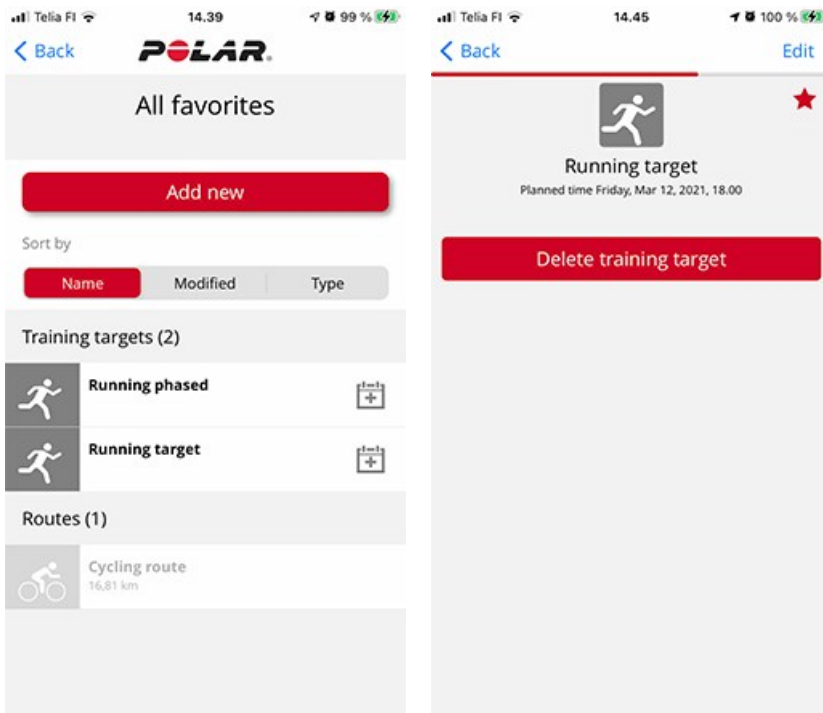 Telia FI 14.39 99 %
Back POLAR.
All favorites
Add new
Sort by
Name Modified Type
Training targets (2)
Running phased
Running target
Routes (1)
Cycling route
16,81 km
Telia FI 14.45 100 %
Back Edit
Running target
Planned time Friday, Mar 12, 2021, 18.00
Delete training target